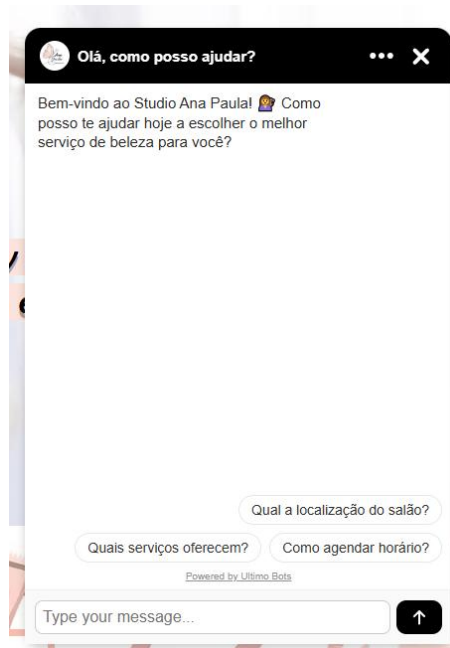 Olá, como posso ajudar?
Bem-vindo ao Studio Ana Paula! 💇🏽‍♀️ Como
posso te ajudar hoje a escolher o melhor
serviço de beleza para você?
Qual a localização do salão?
Quais serviços oferecem?
Como agendar horário?
Powered by Ultimo Bots
Type your message...